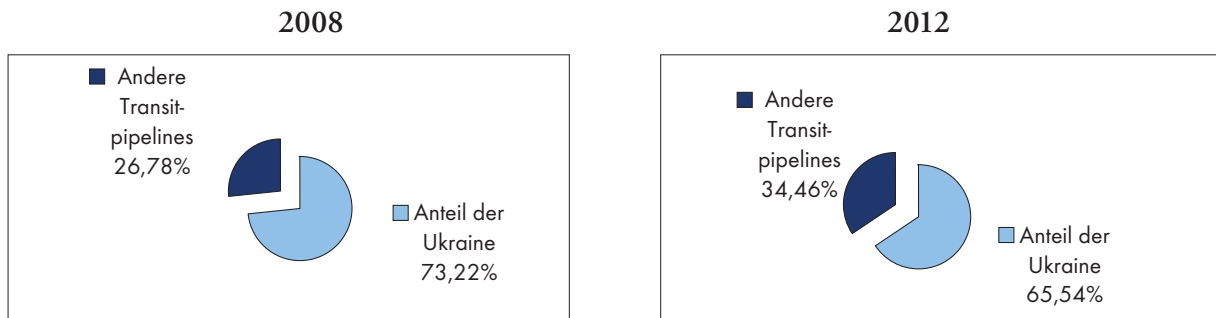 2008
Andere
Transit-
pipelines
26,78%
Anteil der
Ukraine
73,22%
2012
Andere
Transit-
pipelines
34,46%
Anteil der
Ukraine
65,54%